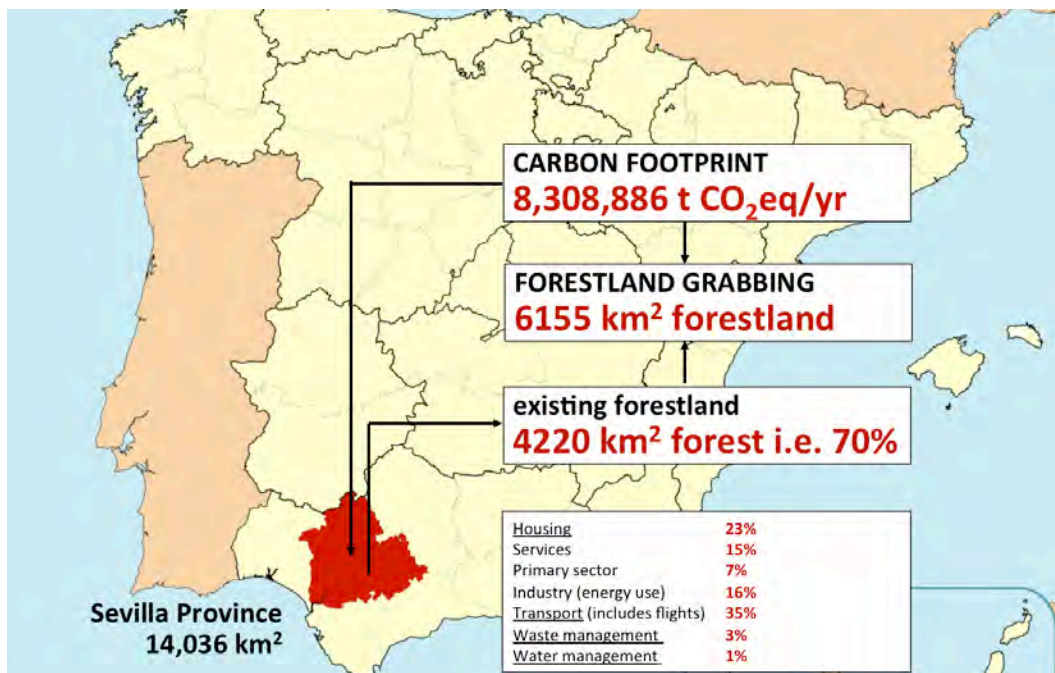 CARBON FOOTPRINT
8,308,886 t CO₂eq/yr
FORESTLAND GRABBING
6155 km² forestland
existing forestland
4220 km² forest i.e. 70%
Housing 23%
Services 15%
Primary sector 7%
Industry (energy use) 16%
Transport (includes flights) 35%
Waste management 3%
Water management 1%
Sevilla Province
14,036 km²